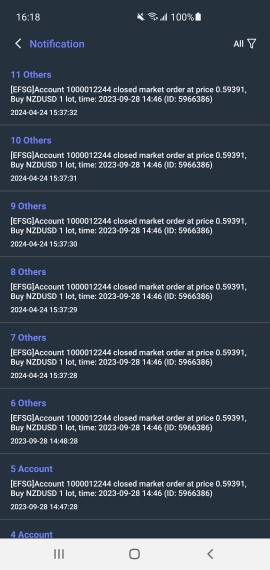 16:18
100%
Notification
All
11 Others
[EFSG]Account 1000012244 closed market order at price 0.59391,
Buy NZDUSD 1 lot, time: 2023-09-28 14:46 (ID: 5966386)
2024-04-24 15:37:32
10 Others
[EFSG]Account 1000012244 closed market order at price 0.59391,
Buy NZDUSD 1 lot, time: 2023-09-28 14:46 (ID: 5966386)
2024-04-24 15:37:31
9 Others
[EFSG]Account 1000012244 closed market order at price 0.59391,
Buy NZDUSD 1 lot, time: 2023-09-28 14:46 (ID: 5966386)
2024-04-24 15:37:30
8 Others
[EFSG]Account 1000012244 closed market order at price 0.59391,
Buy NZDUSD 1 lot, time: 2023-09-28 14:46 (ID: 5966386)
2024-04-24 15:37:29
7 Others
[EFSG]Account 1000012244 closed market order at price 0.59391,
Buy NZDUSD 1 lot, time: 2023-09-28 14:46 (ID: 5966386)
2024-04-24 15:37:28
6 Others
[EFSG]Account 1000012244 closed market order at price 0.59391,
Buy NZDUSD 1 lot, time: 2023-09-28 14:46 (ID: 5966386)
2023-09-28 14:48:28
5 Account
[EFSG]Account 1000012244 closed market order at price 0.59391,
Buy NZDUSD 1 lot, time: 2023-09-28 14:46 (ID: 5966386)
2023-09-28 14:47:28
4 Account